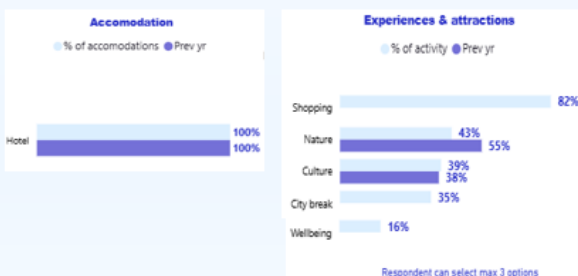 Accomodation
% of accomodations Prev yr
Hotel
100%
100%
Experiences & attractions
% of activity Prev yr
Shopping
82%
Nature
43%
55%
Culture
39%
38%
City break
35%
Wellbeing
16%
Respondent can select max 3 options